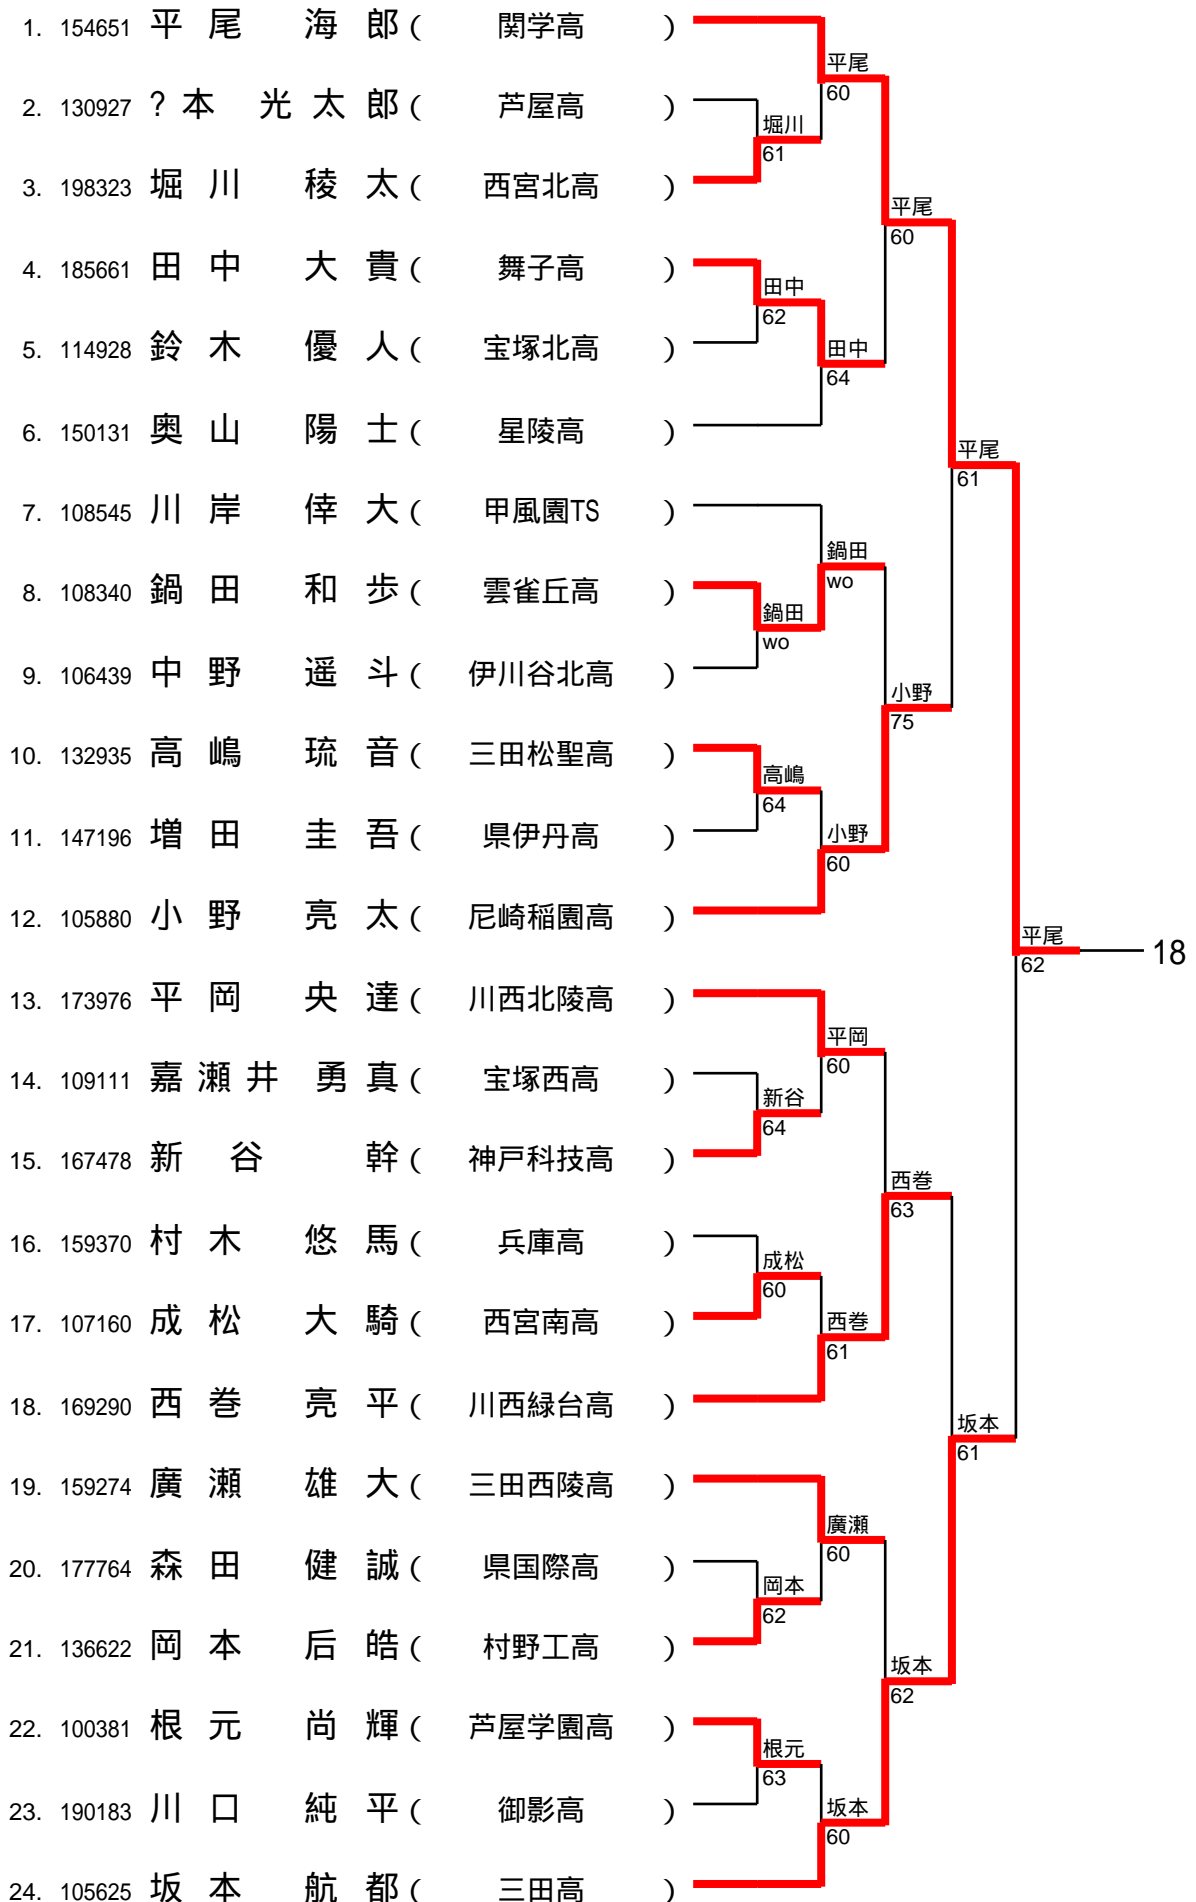 1. 154651 平尾 海郎 ( 関学高 )
平尾
60
2. 130927 ?本 光太郎 ( 芦屋高 )
堀川
61
3. 198323 堀川 稜太 ( 西宮北高 )
平尾
60
4. 185661 田中 大貴 ( 舞子高 )
田中
62
5. 114928 鈴木 優人 ( 宝塚北高 )
田中
64
6. 150131 奥山 陽士 ( 星陵高 )
平尾
61
7. 108545 川岸 倖大 ( 甲風園TS )
鍋田
wo
8. 108340 鍋田 和歩 ( 雲雀丘高 )
鍋田
wo
9. 106439 中野 遥斗 ( 伊川谷北高 )
小野
75
10. 132935 高嶋 琉音 ( 三田松聖高 )
高嶋
64
11. 147196 増田 圭吾 ( 県伊丹高 )
小野
60
12. 105880 小野 亮太 ( 尼崎稲園高 )
平尾
62
18
13. 173976 平岡 央達 ( 川西北陵高 )
平岡
60
14. 109111 嘉瀬井 勇真 ( 宝塚西高 )
新谷
64
15. 167478 新谷 幹 ( 神戸科技高 )
西巻
63
16. 159370 村木 悠馬 ( 兵庫高 )
成松
60
17. 107160 成松 大騎 ( 西宮南高 )
西巻
61
18. 169290 西巻 亮平 ( 川西緑台高 )
坂本
61
19. 159274 廣瀬 雄大 ( 三田西陵高 )
廣瀬
60
20. 177764 森田 健誠 ( 県国際高 )
岡本
62
21. 136622 岡本 后皓 ( 村野工高 )
坂本
62
22. 100381 根元 尚輝 ( 芦屋学園高 )
根元
63
23. 190183 川口 純平 ( 御影高 )
坂本
60
24. 105625 坂本 航都 ( 三田高 )